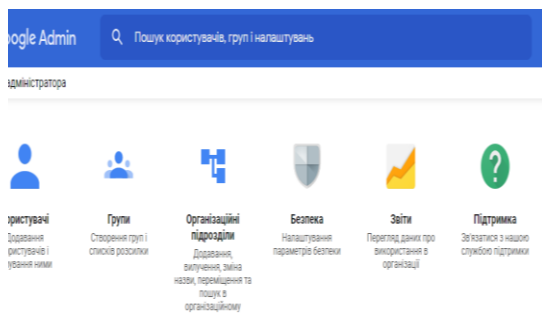 oogle Admin
Пошук користувачів, груп і налаштувань
адміністратора
ористувачі
Додавання
ористувачів і
ування ними
Групи
Створення груп і
списків розсилки
Організаційні
підрозділи
Додавання,
вилучення, зміна
назви, переміщення та
пошук в
організаційному
Безпека
Налаштування
параметрів безпеки
Звіти
Перегляд даних про
використання в
організації
Підтримка
Зв'язатися з нашою
службою підтримки